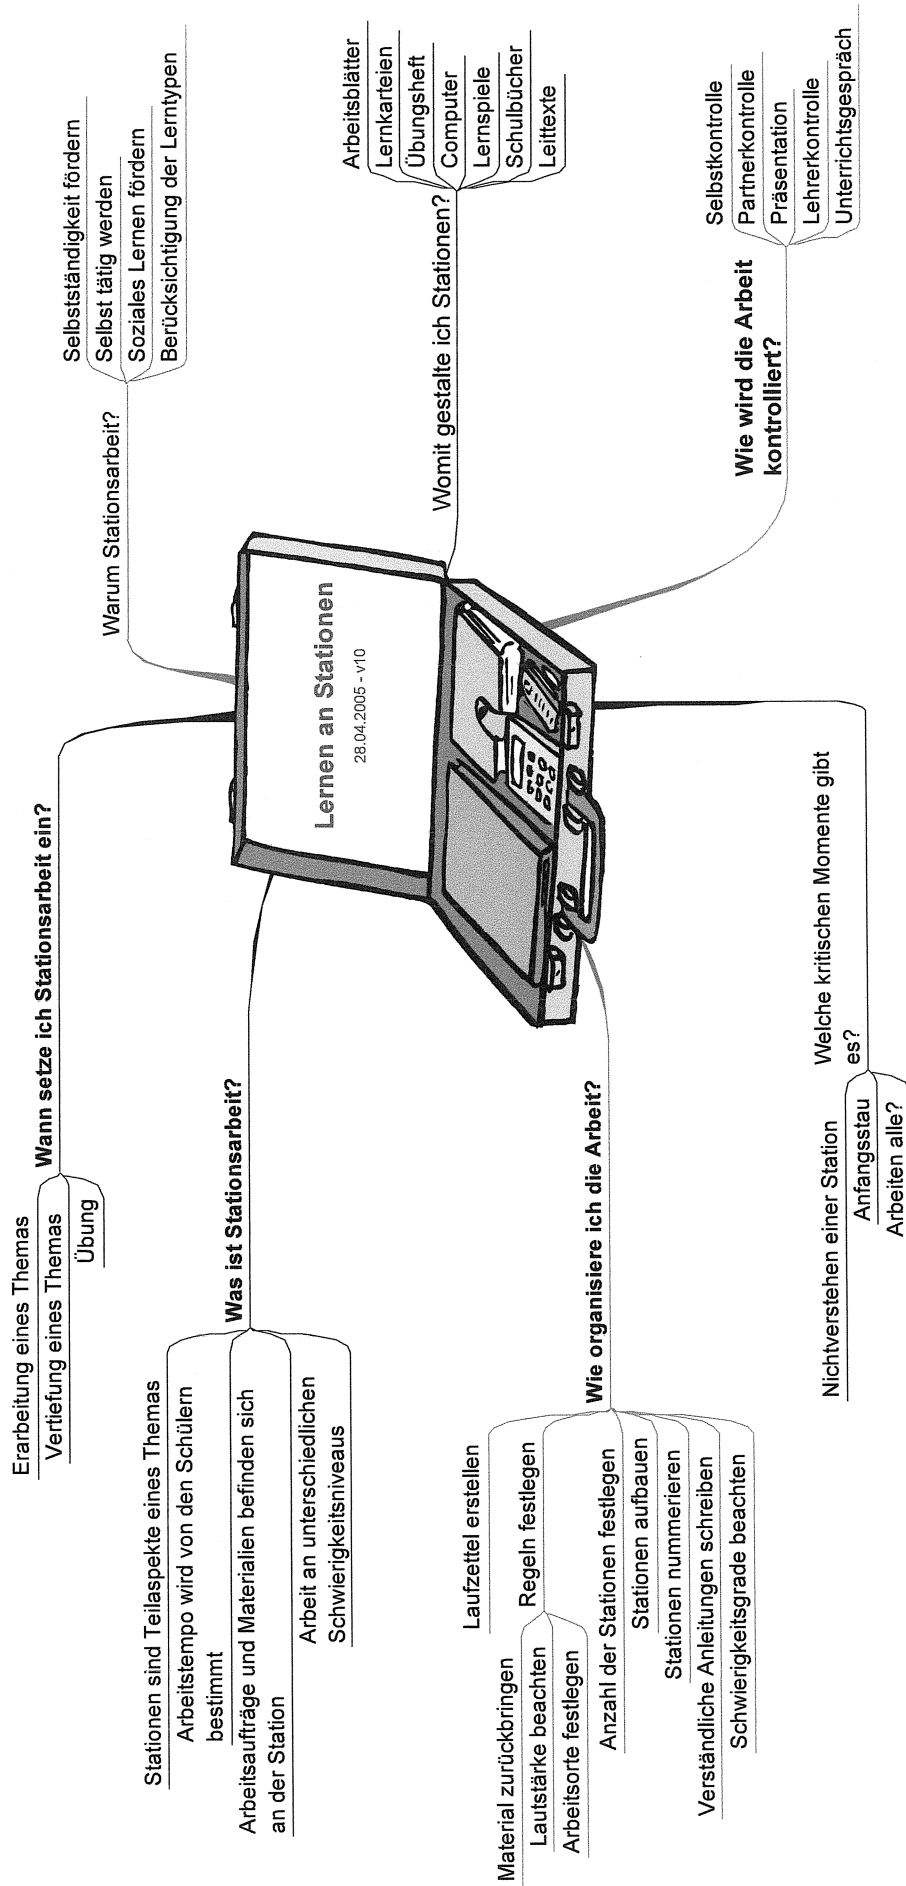 Lernen an Stationen
28.04.2005 - v10
Warum Stationsarbeit?
Selbstständigkeit fördern
Selbst tätig werden
Soziales Lernen fördern
Berücksichtigung der Lerntypen
Womit gestalte ich Stationen?
Arbeitsblätter
Lernkarteien
Übungsheft
Computer
Lernspiele
Schulbücher
Leittexte
Wie wird die Arbeit
kontrolliert?
Selbstkontrolle
Partnerkontrolle
Präsentation
Lehrerkontrolle
Unterrichtsgespräch
Welche kritischen Momente gibt
es?
Nichtverstehen einer Station
Anfangsstau
Arbeiten alle?
Wie organisiere ich die Arbeit?
Laufzettel erstellen
Regeln festlegen
Material zurückbringen
Lautstärke beachten
Arbeitsorte festlegen
Anzahl der Stationen festlegen
Stationen aufbauen
Stationen nummerieren
Verständliche Anleitungen schreiben
Schwierigkeitsgrade beachten
Was ist Stationsarbeit?
Stationen sind Teilaspekte eines Themas
Arbeitstempo wird von den Schülern
bestimmt
Arbeitsaufträge und Materialien befinden sich
an der Station
Arbeit an unterschiedlichen
Schwierigkeitsniveaus
Wann setze ich Stationsarbeit ein?
Erarbeitung eines Themas
Vertiefung eines Themas
Übung